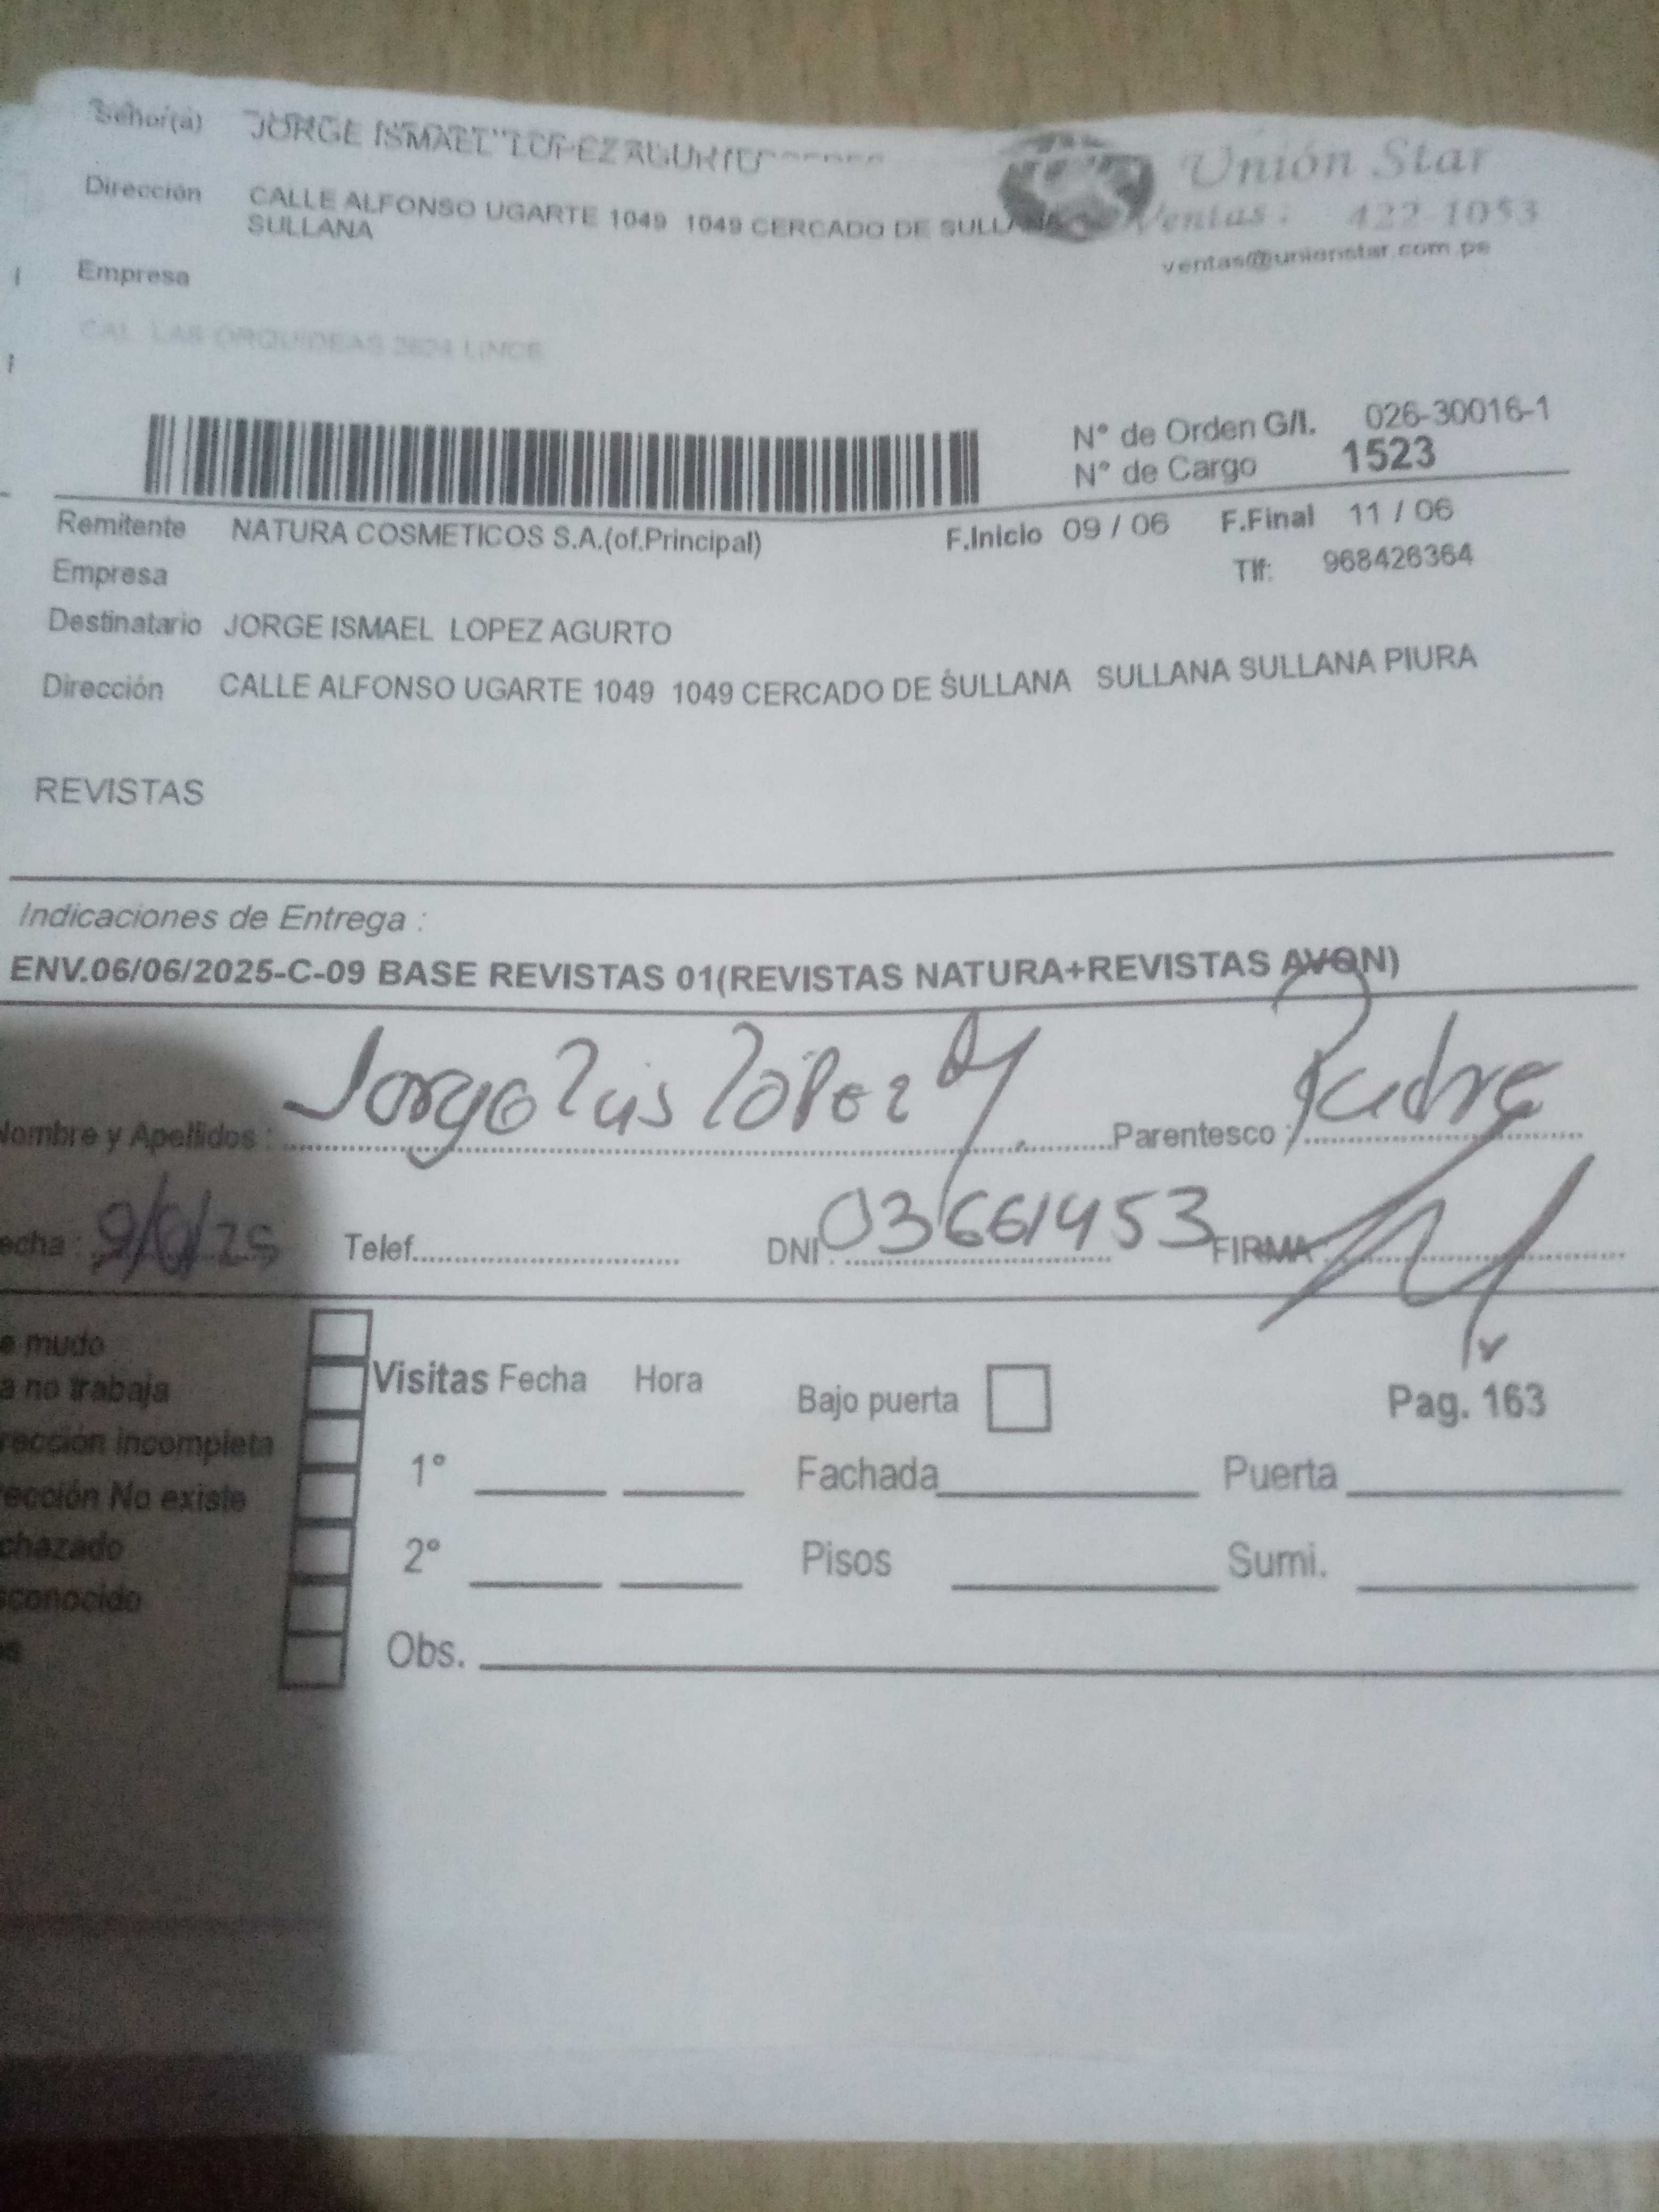 Señor(a) JORGE ISMAEL LOPEZ AGURTO
Unión Star
Dirección CALLE ALFONSO UGARTE 1049 1049 CERCADO DE SULLANA
SULLANA
Ventas: 422-1053
ventas@unionstar.com.pe
Empresa
CAL. LAS ORQUIDEAS 2624 LINCE
N° de Orden G/I. 026-30016-1
N° de Cargo 1523
Remitente NATURA COSMETICOS S.A.(of.Principal) F.Inicio 09 / 06 F.Final 11 / 06
Empresa Tlf: 968426364
Destinatario JORGE ISMAEL LOPEZ AGURTO
Dirección CALLE ALFONSO UGARTE 1049 1049 CERCADO DE SULLANA SULLANA SULLANA PIURA
REVISTAS
Indicaciones de Entrega :
ENV.06/06/2025-C-09 BASE REVISTAS 01(REVISTAS NATURA+REVISTAS AVON)
Nombre y Apellidos : Jorge Luis López Parentesco : Padre
echa : 9/6/25 Telef. DNI : 03661453 FIRMA
e mudo
a no trabaja
Visitas Fecha Hora Bajo puerta Pag. 163
rección incompleta
1° Fachada Puerta
ección No existe
chazado
2° Pisos Sumi.
sconocido
Obs.